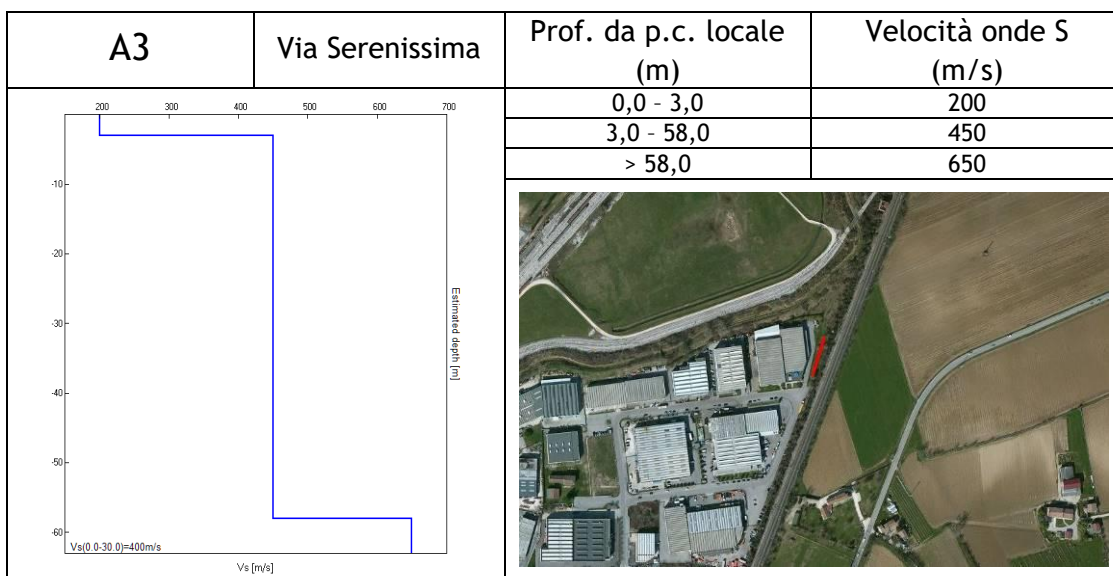 A3
Via Serenissima
Prof. da p.c. locale
(m)
Velocità onde S
(m/s)
0,0 - 3,0
200
3,0 - 58,0
450
> 58,0
650
200 300 400 500 600 700
-10
-20
-30
-40
-50
-60
Estimated depth [m]
Vs(0.0-30.0)=400m/s
Vs [m/s]